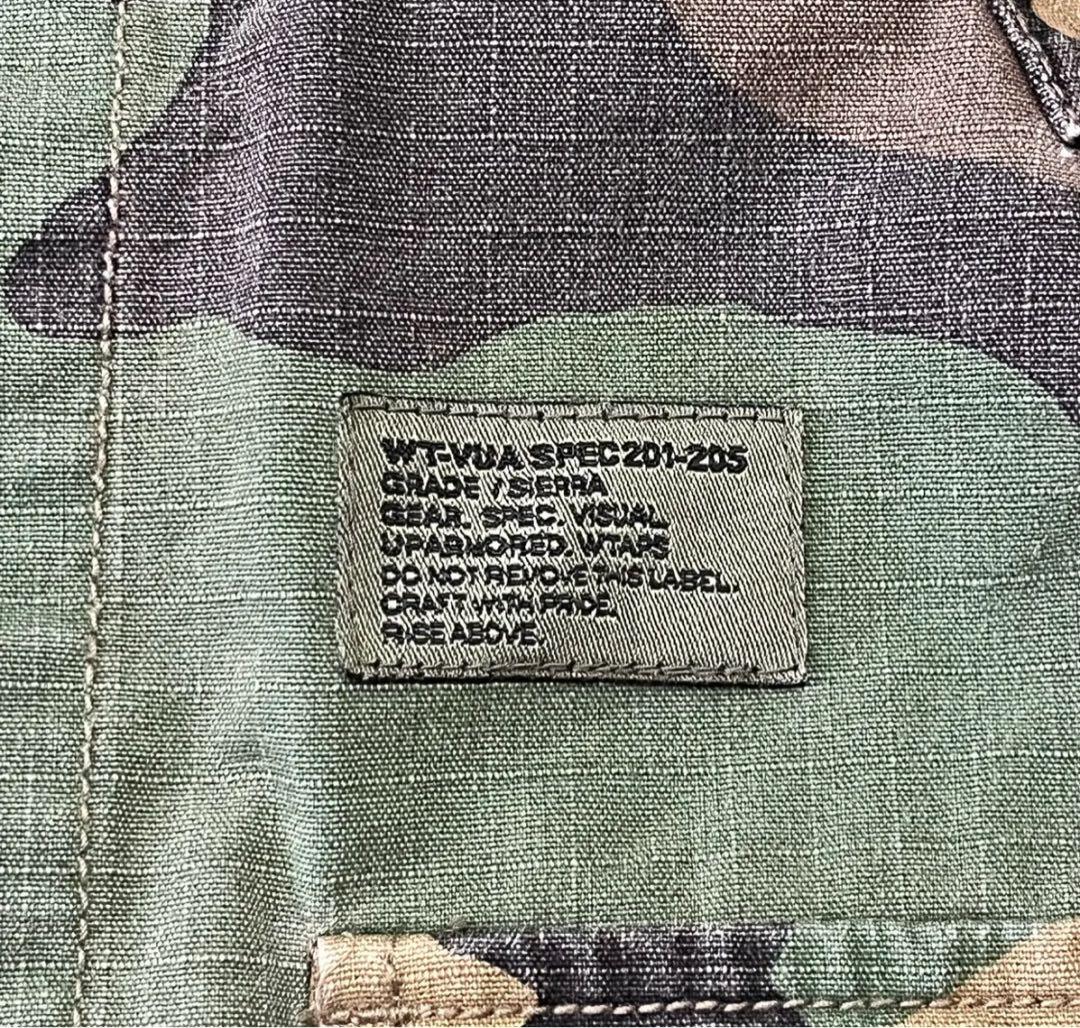 WT-VUA SPEC 201-205
GRADE / SIERRA
GEAR. SPEC. VISUAL.
UPARMORED. WTAPS
DO NOT REMOVE THIS LABEL.
CRAFT WITH PRIDE.
RISE ABOVE.